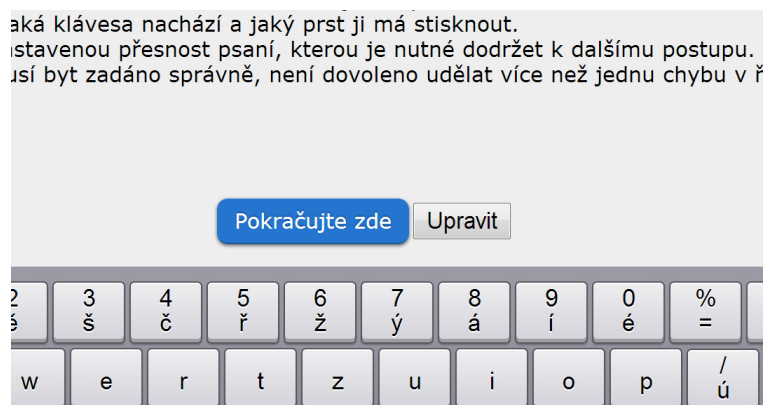 aká klávesa nachází a jaký prst ji má stisknout.
astavenou přesnost psaní, kterou je nutné dodržet k dalšímu postupu.
usí byt zadáno správně, není dovoleno udělat více než jednu chybu v ř
Pokračujte zde Upravit
2 3 4 5 6 7 8 9 0 %
ě š č ř ž ý á í é =
w e r t z u i o p /
ú